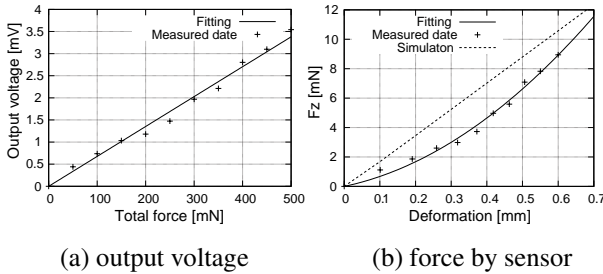 4
3.5
3
2.5
2
1.5
1
0.5
0
0 100 200 300 400 500
Output voltage [mV]
Total force [mN]
Fitting
Measured date
(a) output voltage
12
10
8
6
4
2
0
0 0.1 0.2 0.3 0.4 0.5 0.6 0.7
Fz [mN]
Deformation [mm]
Fitting
Measured date
Simulaton
(b) force by sensor